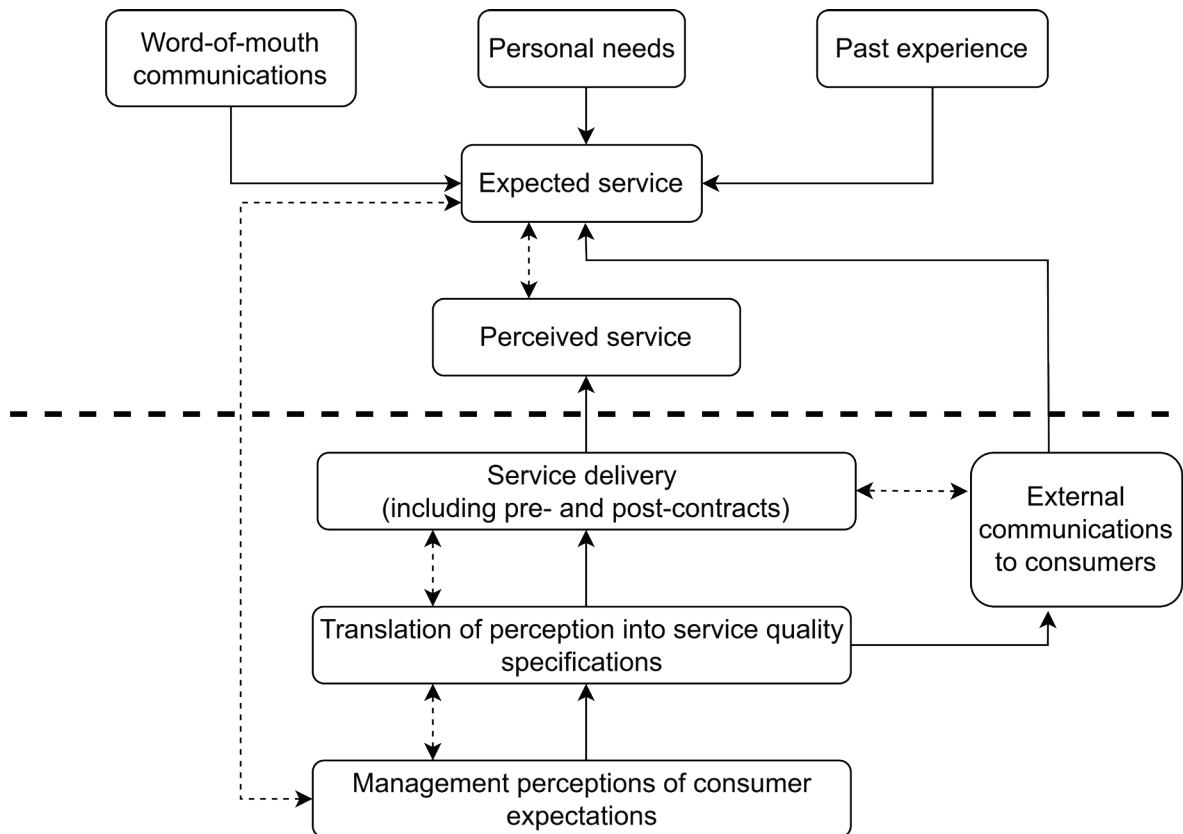 Word-of-mouth
communications
Personal needs
Past experience
Expected service
Perceived service
Service delivery
(including pre- and post-contracts)
External
communications
to consumers
Translation of perception into service quality
specifications
Management perceptions of consumer
expectations